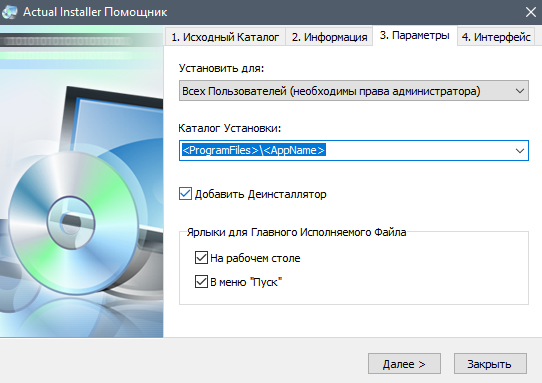 Actual Installer Помощник
1. Исходный Каталог 2. Информация 3. Параметры 4. Интерфейс
Установить для:
Всех Пользователей (необходимы права администратора)
Каталог Установки:
<ProgramFiles>\<AppName>
Добавить Деинсталлятор
Ярлыки для Главного Исполняемого Файла
На рабочем столе
В меню "Пуск"
Далее > Закрыть